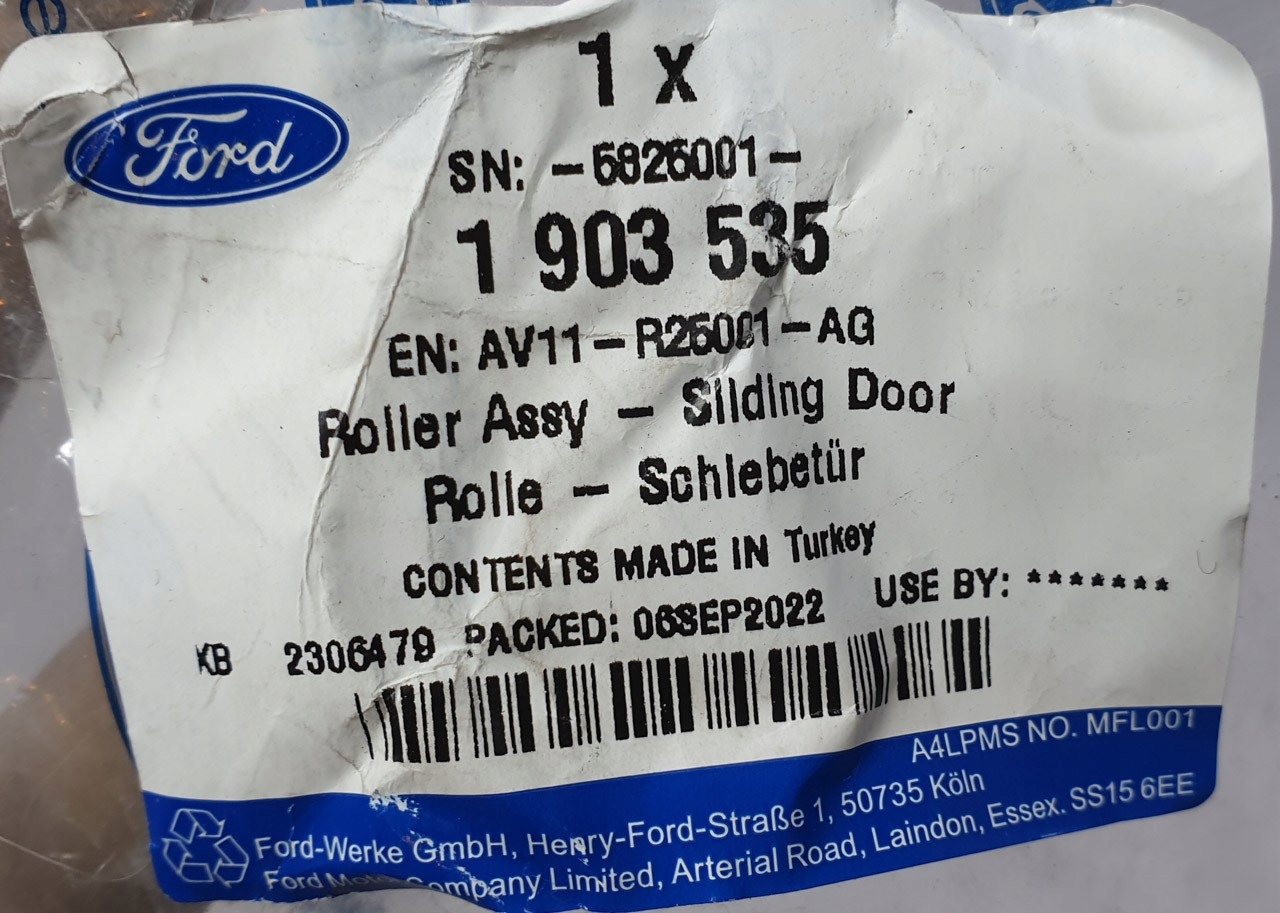 Ford
1 x
SN: -6826001-
1 903 535
EN: AV11-R26001-AG
Roller Assy - Sliding Door
Rolle - Schiebetür
CONTENTS MADE IN Turkey
KB 2306479 PACKED: 06SEP2022 USE BY: *******
A4LPMS NO. MFL001
Ford-Werke GmbH, Henry-Ford-Straße 1, 50735 Köln
Ford Company Limited, Arterial Road, Laindon, Essex. SS15 6EE